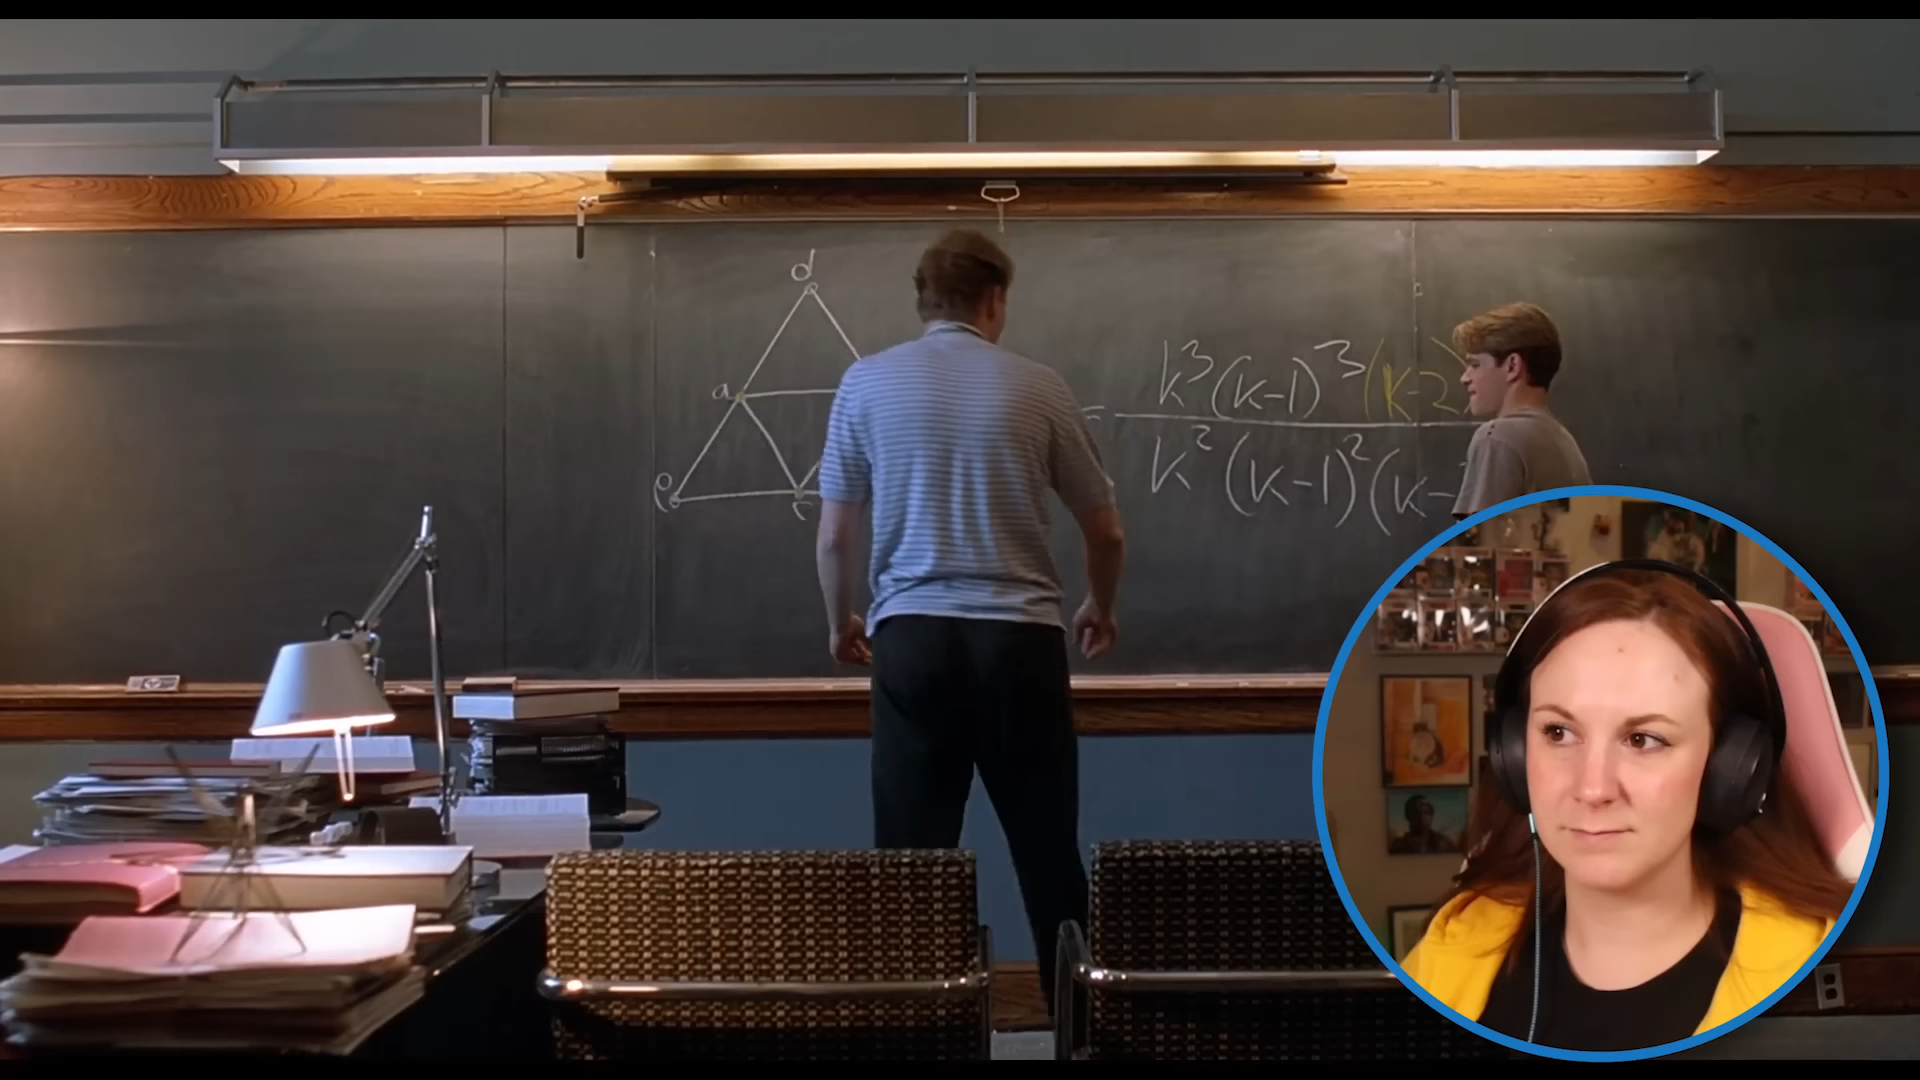 d
a
e
c
= k³(k-1)³(k-2)
k²(k-1)²(k-